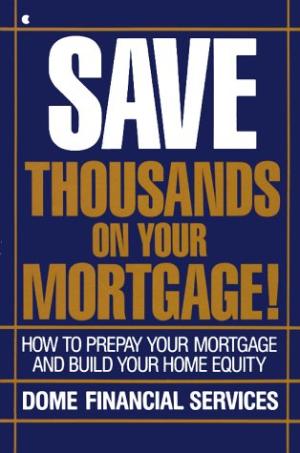 SAVE
THOUSANDS
ON YOUR
MORTGAGE!
HOW TO PREPAY YOUR MORTGAGE
AND BUILD YOUR HOME EQUITY
DOME FINANCIAL SERVICES